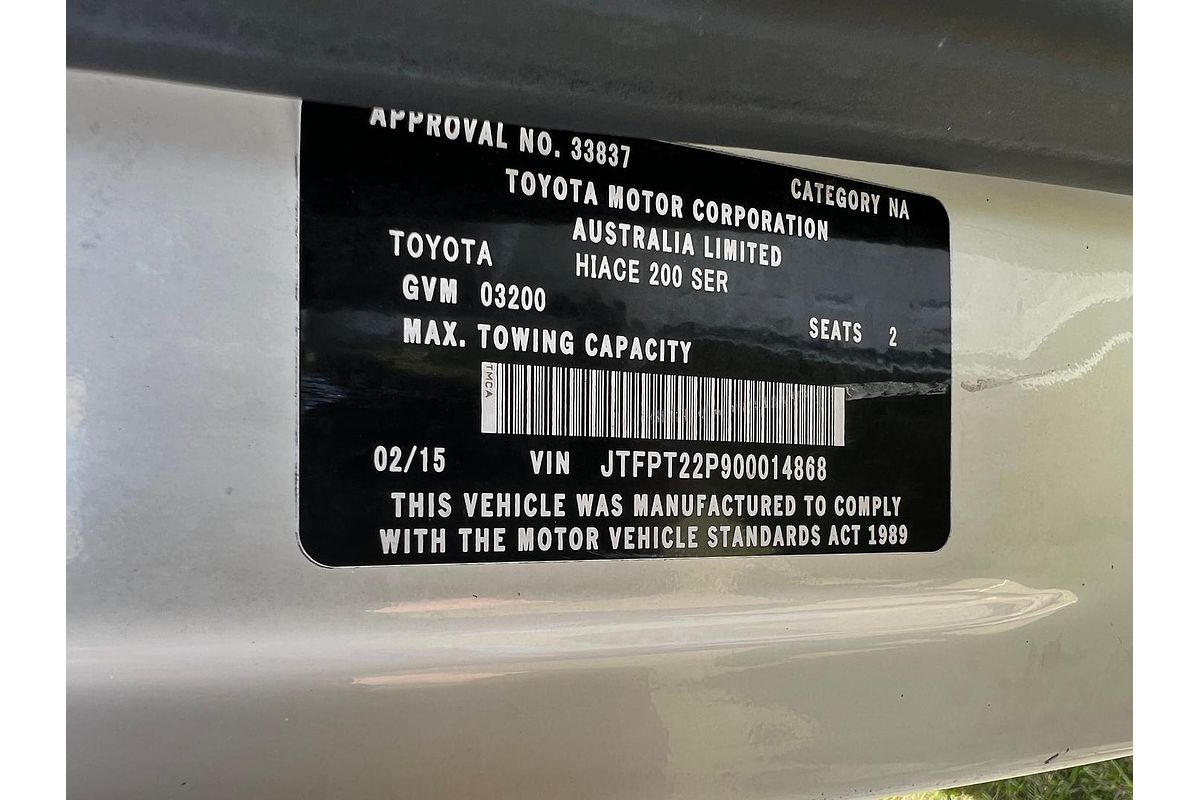 APPROVAL NO. 33837
CATEGORY NA
TOYOTA MOTOR CORPORATION
AUSTRALIA LIMITED
TOYOTA HIACE 200 SER
GVM 03200
SEATS 2
MAX. TOWING CAPACITY
TMCA
02/15 VIN JTFPT22P900014868
THIS VEHICLE WAS MANUFACTURED TO COMPLY
WITH THE MOTOR VEHICLE STANDARDS ACT 1989